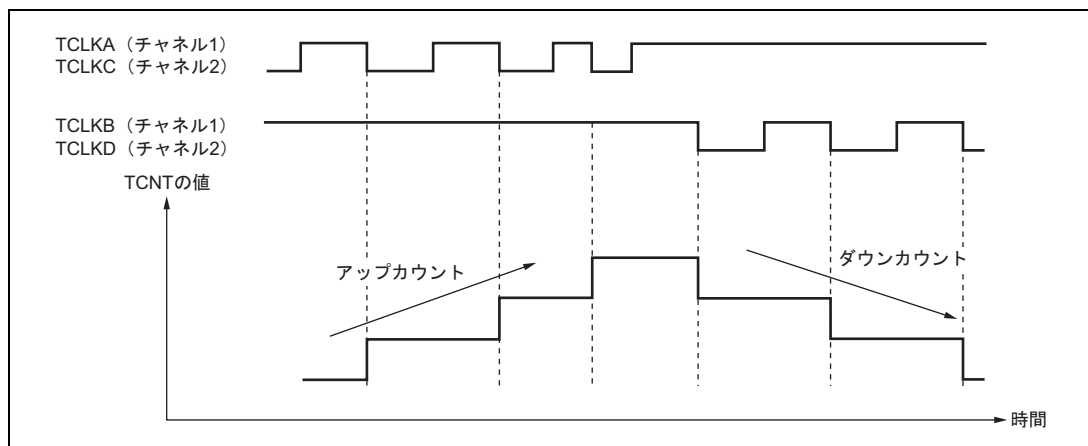 TCLKA（チャネル1）
TCLKC（チャネル2）
TCLKB（チャネル1）
TCLKD（チャネル2）
TCNTの値
アップカウント
ダウンカウント
時間